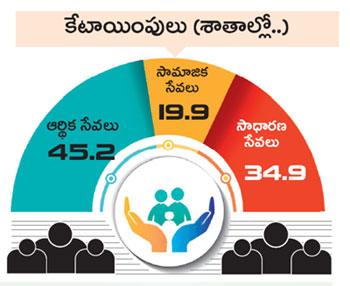 కేటాయింపులు (శాతాల్లో..)
ఆర్థిక సేవలు
45.2
సామాజిక
సేవలు
19.9
సాధారణ
సేవలు
34.9